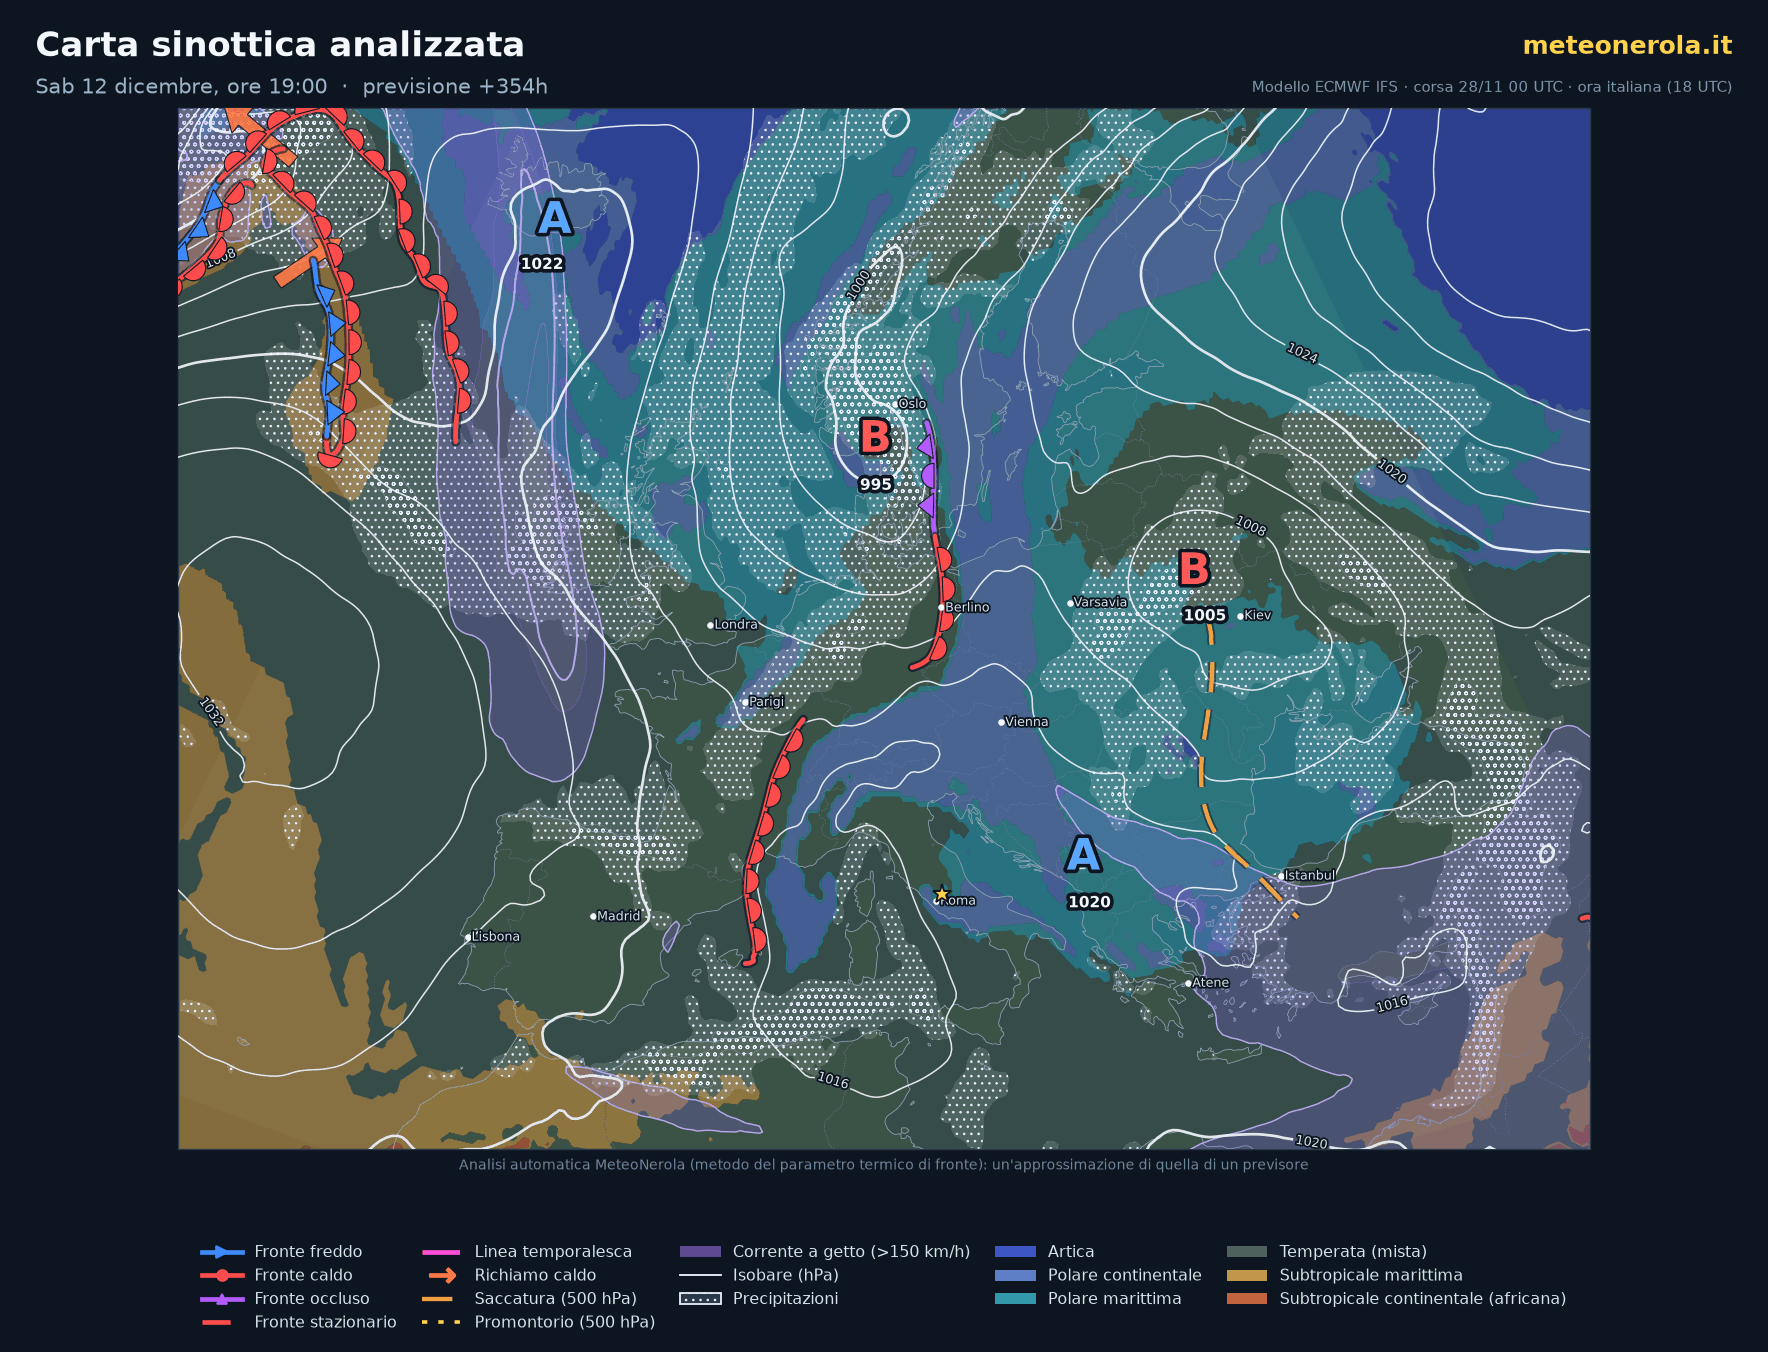 Carta sinottica analizzata
meteonerola.it
Sab 12 dicembre, ore 19:00 · previsione +354h
Modello ECMWF IFS · corsa 28/11 00 UTC · ora italiana (18 UTC)
A
1022
1008
1000
1024
Oslo
B
995
1020
1008
B
1005
Berlino
Varsavia
Kiev
Londra
1032
Parigi
Vienna
A
1020
Istanbul
Roma
Madrid
Lisbona
Atene
1016
1016
1020
Analisi automatica MeteoNerola (metodo del parametro termico di fronte): un'approssimazione di quella di un previsore
Fronte freddo
Fronte caldo
Fronte occluso
Fronte stazionario
Linea temporalesca
Richiamo caldo
Saccatura (500 hPa)
Promontorio (500 hPa)
Corrente a getto (>150 km/h)
Isobare (hPa)
Precipitazioni
Artica
Polare continentale
Polare marittima
Temperata (mista)
Subtropicale marittima
Subtropicale continentale (africana)